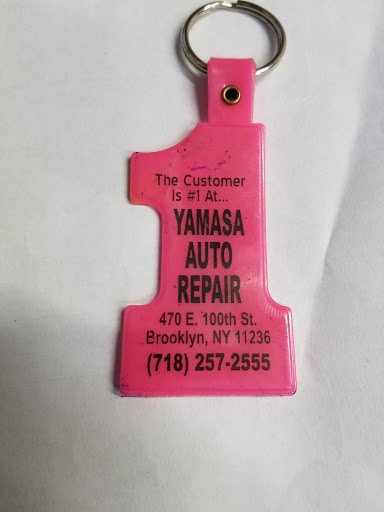 The Customer
Is #1 At...
YAMASA
AUTO
REPAIR
470 E. 100th St.
Brooklyn, NY 11236
(718) 257-2555